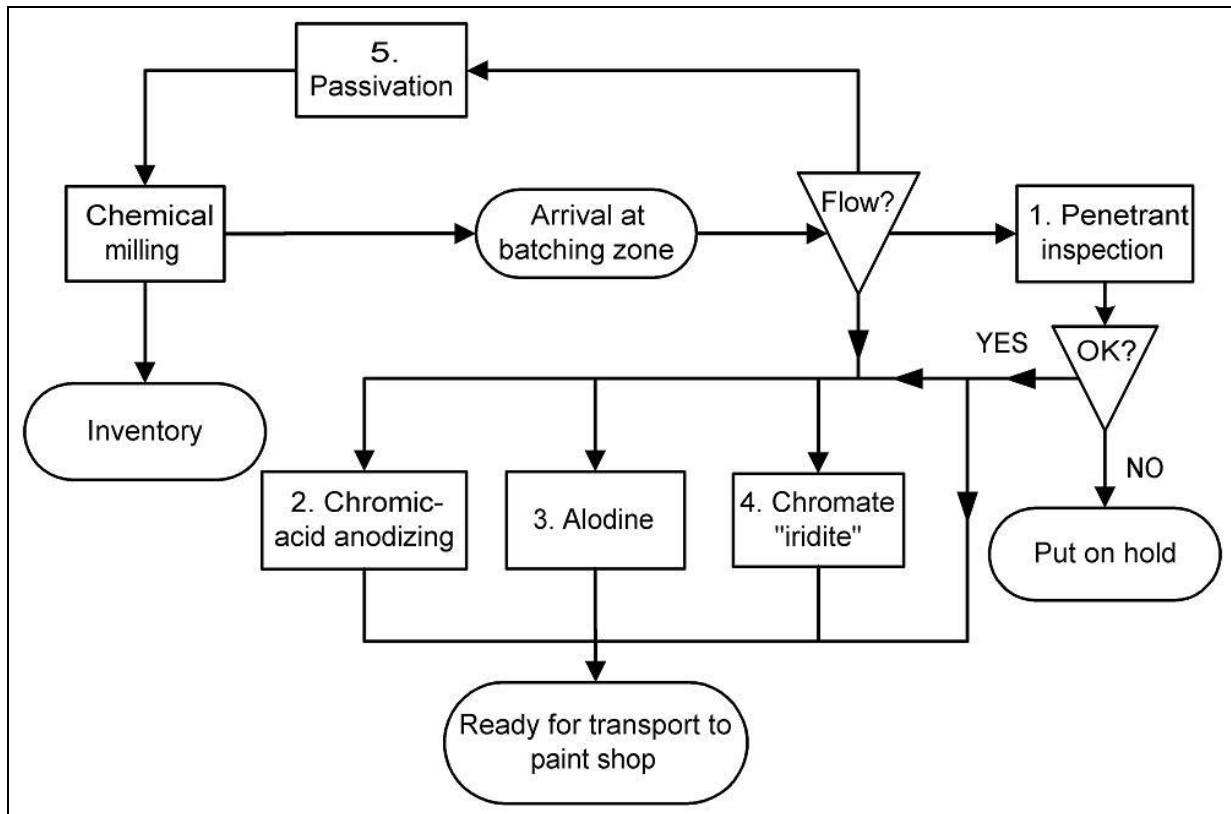 5.
Passivation
Chemical
milling
Arrival at
batching zone
Flow?
1. Penetrant
inspection
YES
OK?
Inventory
NO
2. Chromic-
acid anodizing
3. Alodine
4. Chromate
"iridite"
Put on hold
Ready for transport to
paint shop